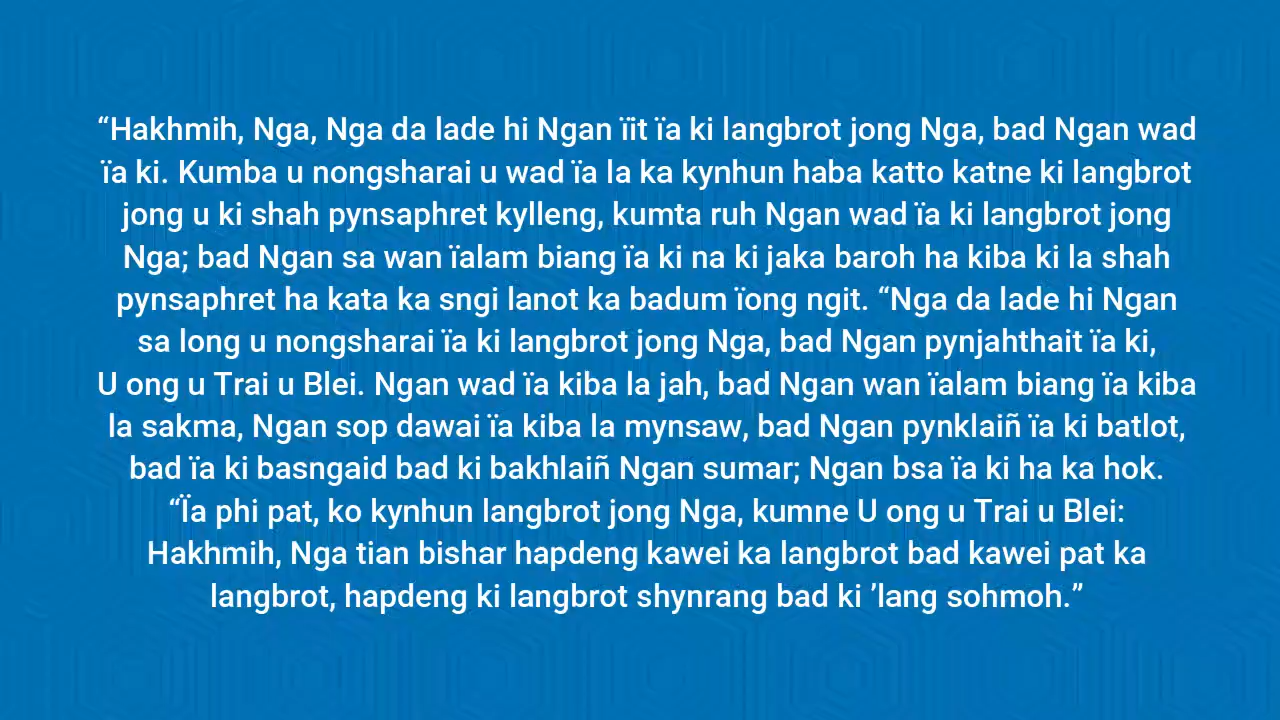 “Hakhmih, Nga, Nga da lade hi Ngan ïit ïa ki langbrot jong Nga, bad Ngan wad
ïa ki. Kumba u nongsharai u wad ïa la ka kynhun haba katto katne ki langbrot
jong u ki shah pynsaphret kylleng, kumta ruh Ngan wad ïa ki langbrot jong
Nga; bad Ngan sa wan ïalam biang ïa ki na ki jaka baroh ha kiba ki la shah
pynsaphret ha kata ka sngi lanot ka badum ïong ngit. “Nga da lade hi Ngan
sa long u nongsharai ïa ki langbrot jong Nga, bad Ngan pynjahthait ïa ki,
U ong u Trai u Blei. Ngan wad ïa kiba la jah, bad Ngan wan ïalam biang ïa kiba
la sakma, Ngan sop dawai ïa kiba la mynsaw, bad Ngan pynklaiñ ïa ki batlot,
bad ïa ki basngaid bad ki bakhlaiñ Ngan sumar; Ngan bsa ïa ki ha ka hok.
“Ïa phi pat, ko kynhun langbrot jong Nga, kumne U ong u Trai u Blei:
Hakhmih, Nga tian bishar hapdeng kawei ka langbrot bad kawei pat ka
langbrot, hapdeng ki langbrot shynrang bad ki ’lang sohmoh.”